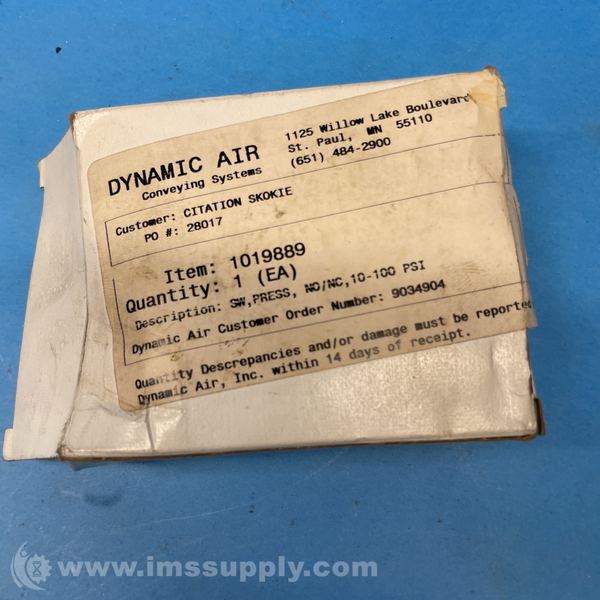 DYNAMIC AIR
Conveying Systems
1125 Willow Lake Boulevard
St. Paul, MN 55110
(651) 484-2900
Customer: CITATION SKOKIE
PO #: 28017
Item: 1019889
Quantity: 1 (EA)
Description: SW,PRESS, NO/NC,10-100 PSI
Dynamic Air Customer Order Number: 9034904
Quantity Discrepancies and/or damage must be reported
Dynamic Air, Inc. within 14 days of receipt.
www.imssupply.com